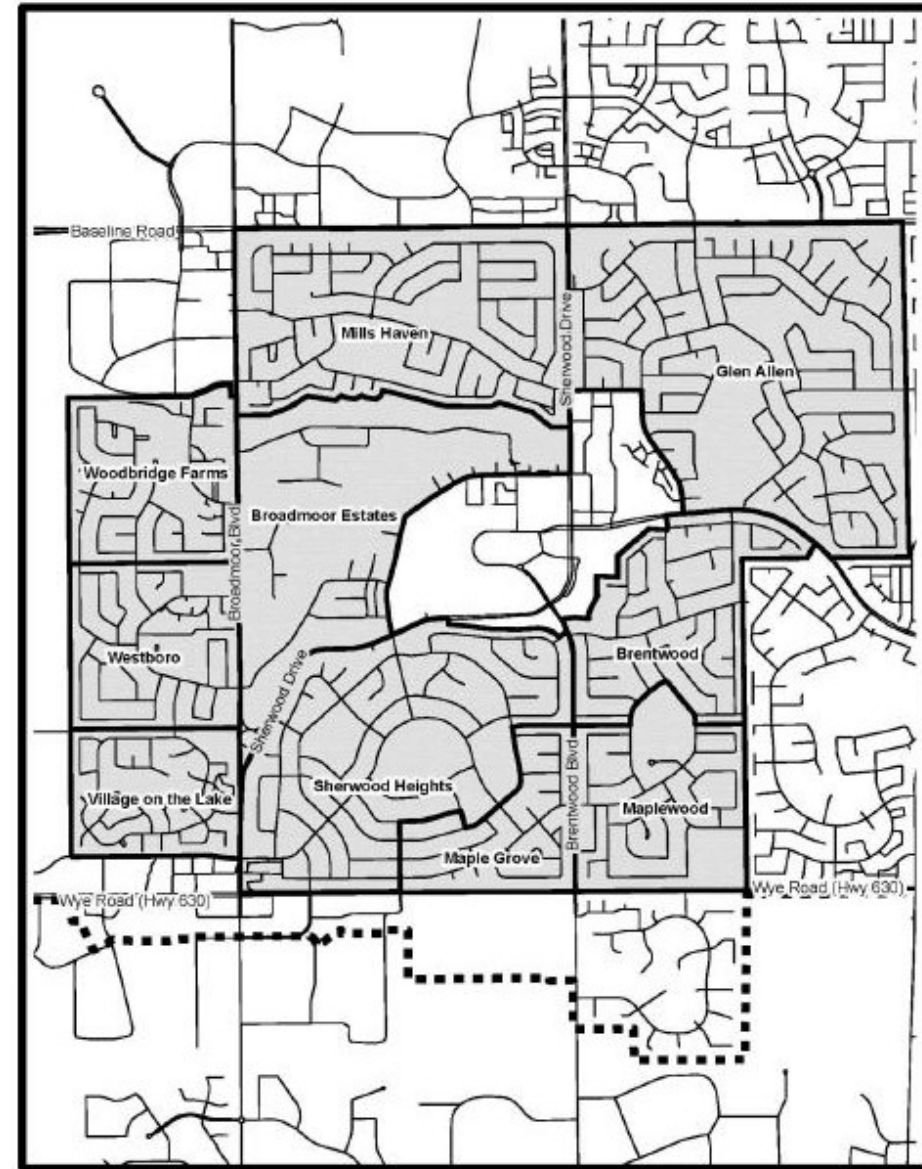 Baseline Road
Mills Haven
Sherwood Drive
Glen Allen
Woodbridge Farms
Broadmoor Estates
Broadmoor Blvd
Westboro
Brentwood
Sherwood Drive
Sherwood Heights
Village on the Lake
Maplewood
Brentwood Blvd
Maple Grove
Wye Road (Hwy 630)
Wye Road (Hwy 630)